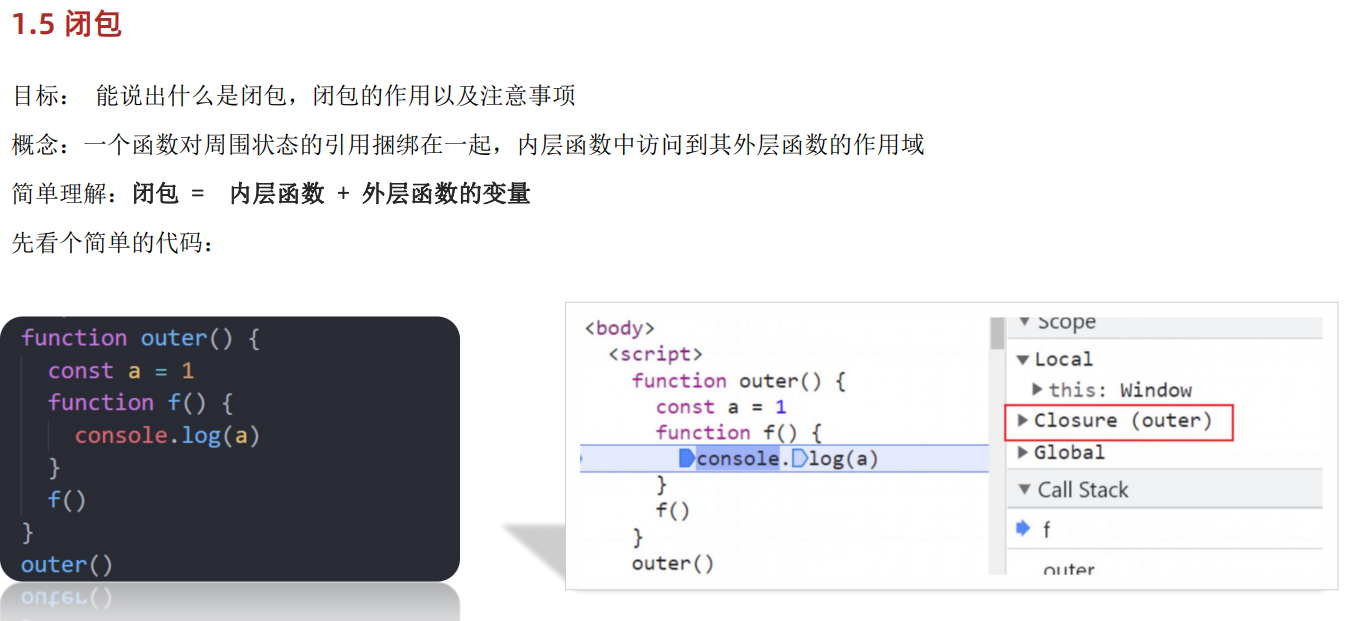 1.5 闭包
目标： 能说出什么是闭包，闭包的作用以及注意事项
概念：一个函数对周围状态的引用捆绑在一起，内层函数中访问到其外层函数的作用域
简单理解：闭包 = 内层函数 + 外层函数的变量
先看个简单的代码：
function outer() {
const a = 1
function f() {
console.log(a)
}
f()
}
outer()
<body>
<script>
function outer() {
const a = 1
function f() {
console.log(a)
}
f()
}
outer()
Scope
Local
this: Window
Closure (outer)
Global
Call Stack
f
outer